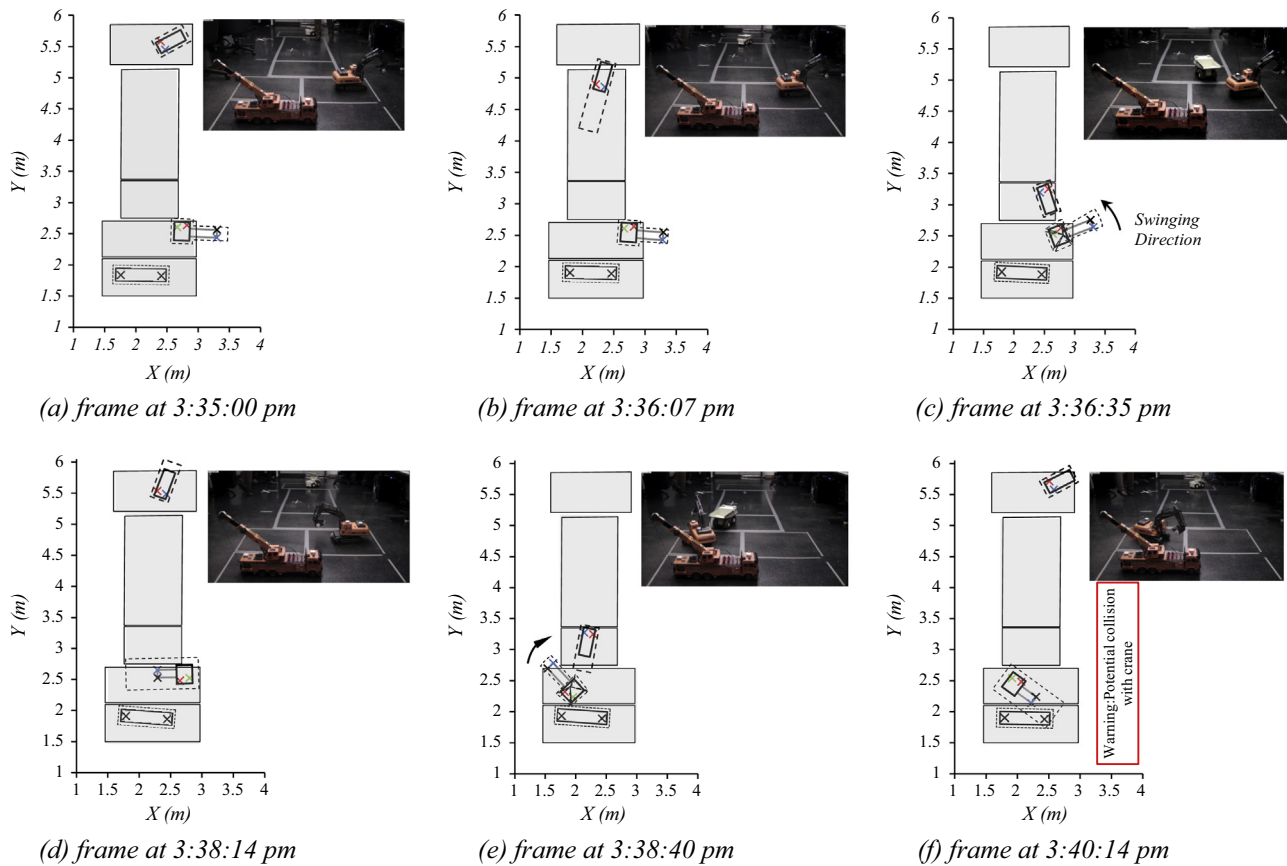 6
5.5
5
4.5
4
3.5
3
2.5
2
1.5
1
Y (m)
1 1.5 2 2.5 3 3.5 4
X (m)
(a) frame at 3:35:00 pm
6
5.5
5
4.5
4
3.5
3
2.5
2
1.5
1
Y (m)
1 1.5 2 2.5 3 3.5 4
X (m)
(b) frame at 3:36:07 pm
6
5.5
5
4.5
4
3.5
3
2.5
2
1.5
1
Y (m)
1 1.5 2 2.5 3 3.5 4
X (m)
Swinging
Direction
(c) frame at 3:36:35 pm
6
5.5
5
4.5
4
3.5
3
2.5
2
1.5
1
Y (m)
1 1.5 2 2.5 3 3.5 4
X (m)
(d) frame at 3:38:14 pm
6
5.5
5
4.5
4
3.5
3
2.5
2
1.5
1
Y (m)
1 1.5 2 2.5 3 3.5 4
X (m)
(e) frame at 3:38:40 pm
6
5.5
5
4.5
4
3.5
3
2.5
2
1.5
1
Y (m)
1 1.5 2 2.5 3 3.5 4
X (m)
Warning:Potential collision
with crane
(f) frame at 3:40:14 pm